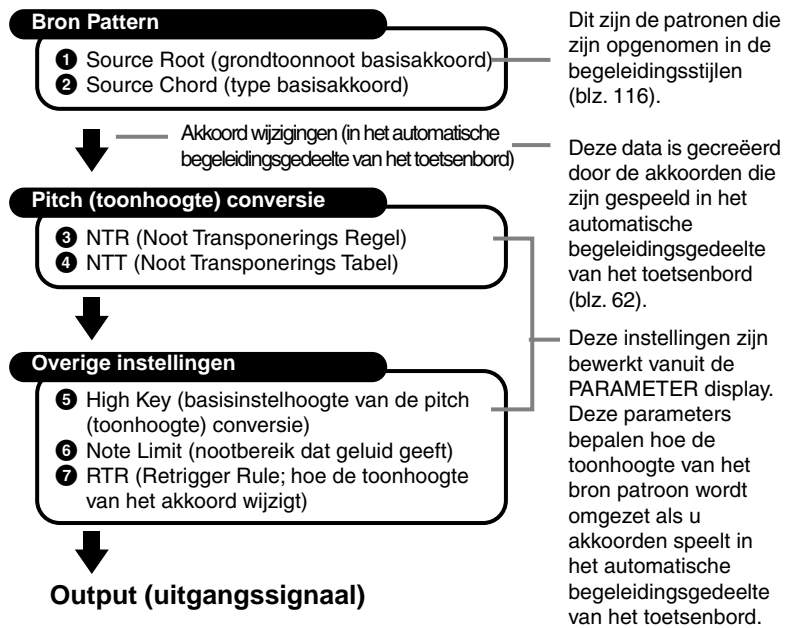 Bron Pattern
❶ Source Root (grondtoonnoot basisakkoord)
❷ Source Chord (type basisakkoord)
Dit zijn de patronen die
zijn opgenomen in de
begeleidingsstijlen
(blz. 116).
Akkoord wijzigingen (in het automatische
begeleidingsgedeelte van het toetsenbord)
Deze data is gecreëerd
door de akkoorden die
zijn gespeeld in het
automatische
begeleidingsgedeelte
van het toetsenbord
(blz. 62).
Pitch (toonhoogte) conversie
❸ NTR (Noot Transponerings Regel)
❹ NTT (Noot Transponerings Tabel)
Overige instellingen
❺ High Key (basisinstelhoogte van de pitch
(toonhoogte) conversie)
❻ Note Limit (nootbereik dat geluid geeft)
❼ RTR (Retrigger Rule; hoe de toonhoogte
van het akkoord wijzigt)
Deze instellingen zijn
bewerkt vanuit de
PARAMETER display.
Deze parameters
bepalen hoe de
toonhoogte van het
bron patroon wordt
omgezet als u
akkoorden speelt in
het automatische
begeleidingsgedeelte
van het toetsenbord.
Output (uitgangssignaal)